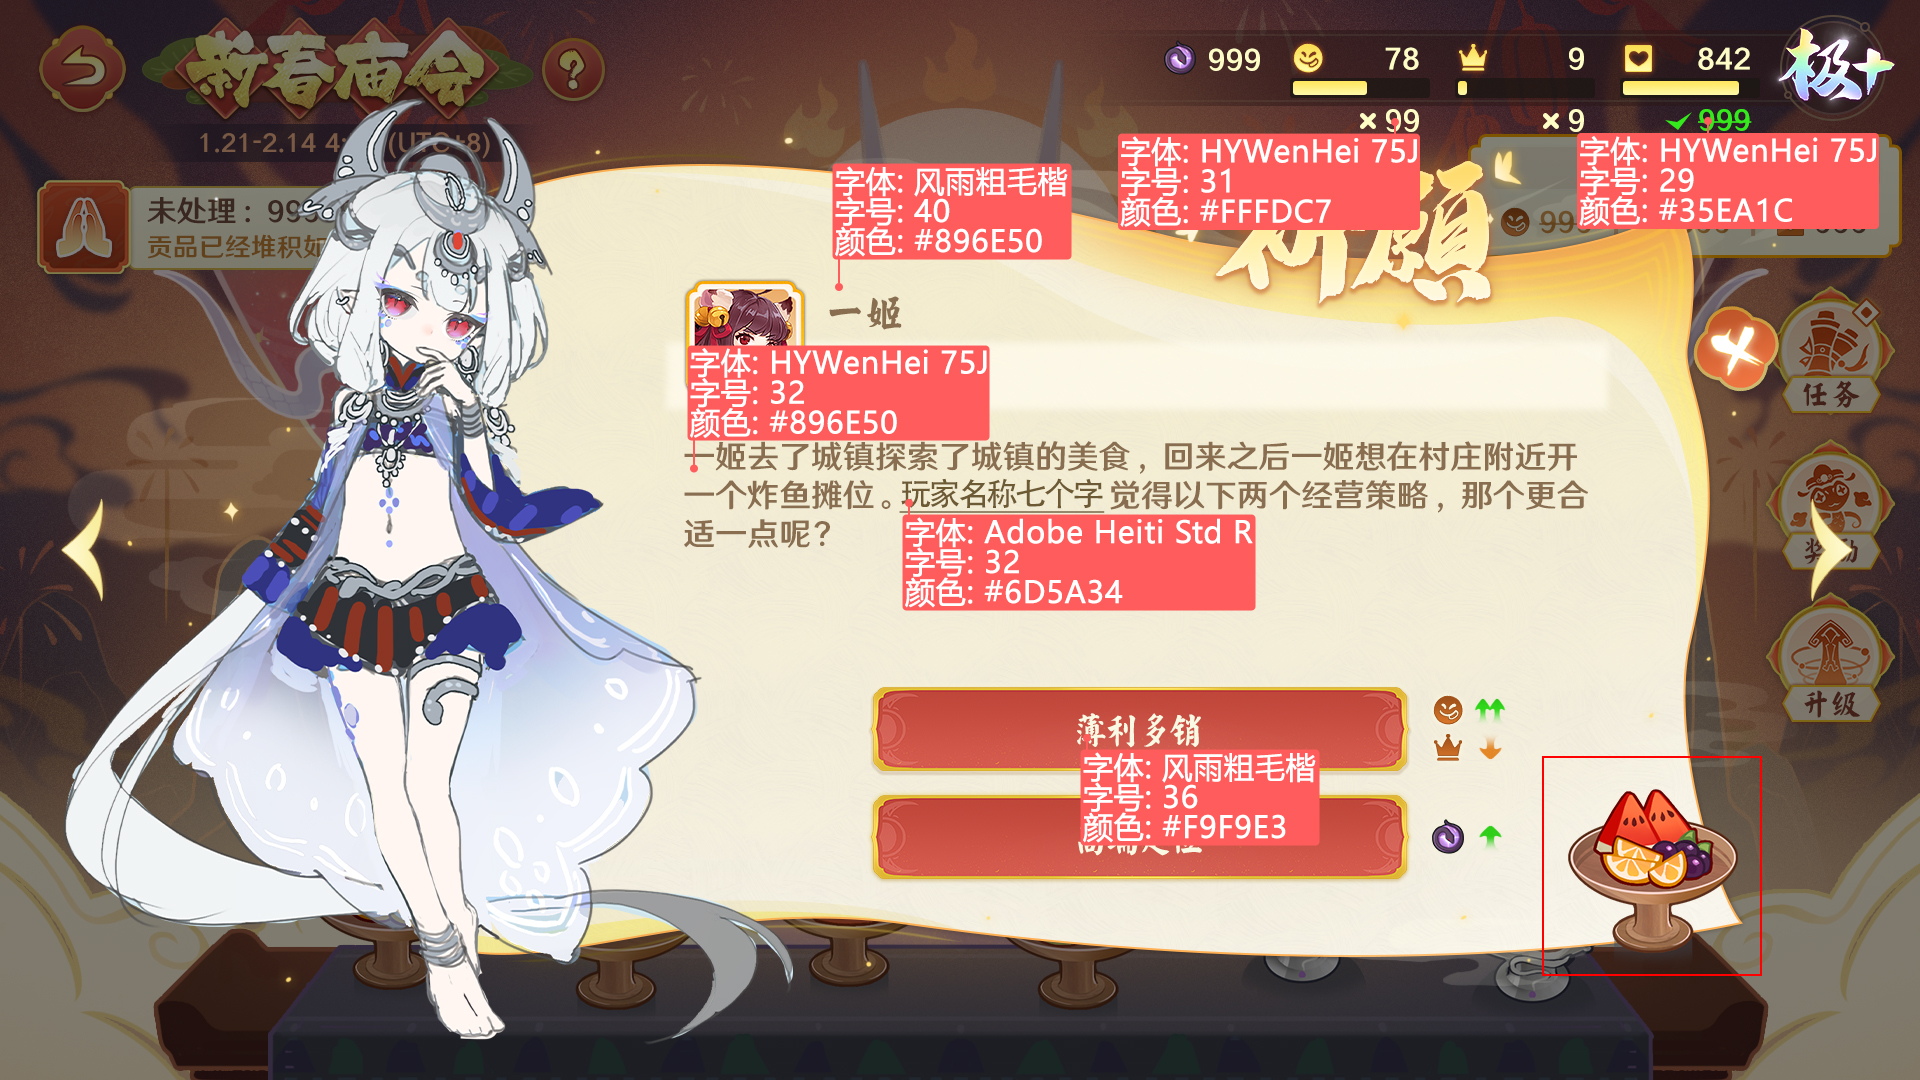 新春庙会
?
999
78
9
842
极+
×99
×9
999
1.21-2.14 4:
(UTC+8)
未处理：99
贡品已经堆积如
字体: 风雨粗毛楷
字号: 40
颜色: #896E50
字体: HYWenHei 75J
字号: 31
颜色: #FFFDC7
字体: HYWenHei 75J
字号: 29
颜色: #35EA1C
祈願
一姬
字体: HYWenHei 75J
字号: 32
颜色: #896E50
一姬去了城镇探索了城镇的美食，回来之后一姬想在村庄附近开
一个炸鱼摊位。玩家名称七个字 觉得以下两个经营策略，那个更合
适一点呢？
字体: Adobe Heiti Std R
字号: 32
颜色: #6D5A34
任务
升级
薄利多销
字体: 风雨粗毛楷
字号: 36
颜色: #F9F9E3